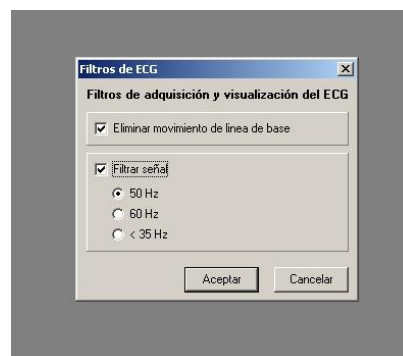 Filtros de ECG
Filtros de adquisición y visualización del ECG
Eliminar movimiento de linea de base
Filtrar señal
50 Hz
60 Hz
< 35 Hz
Aceptar Cancelar